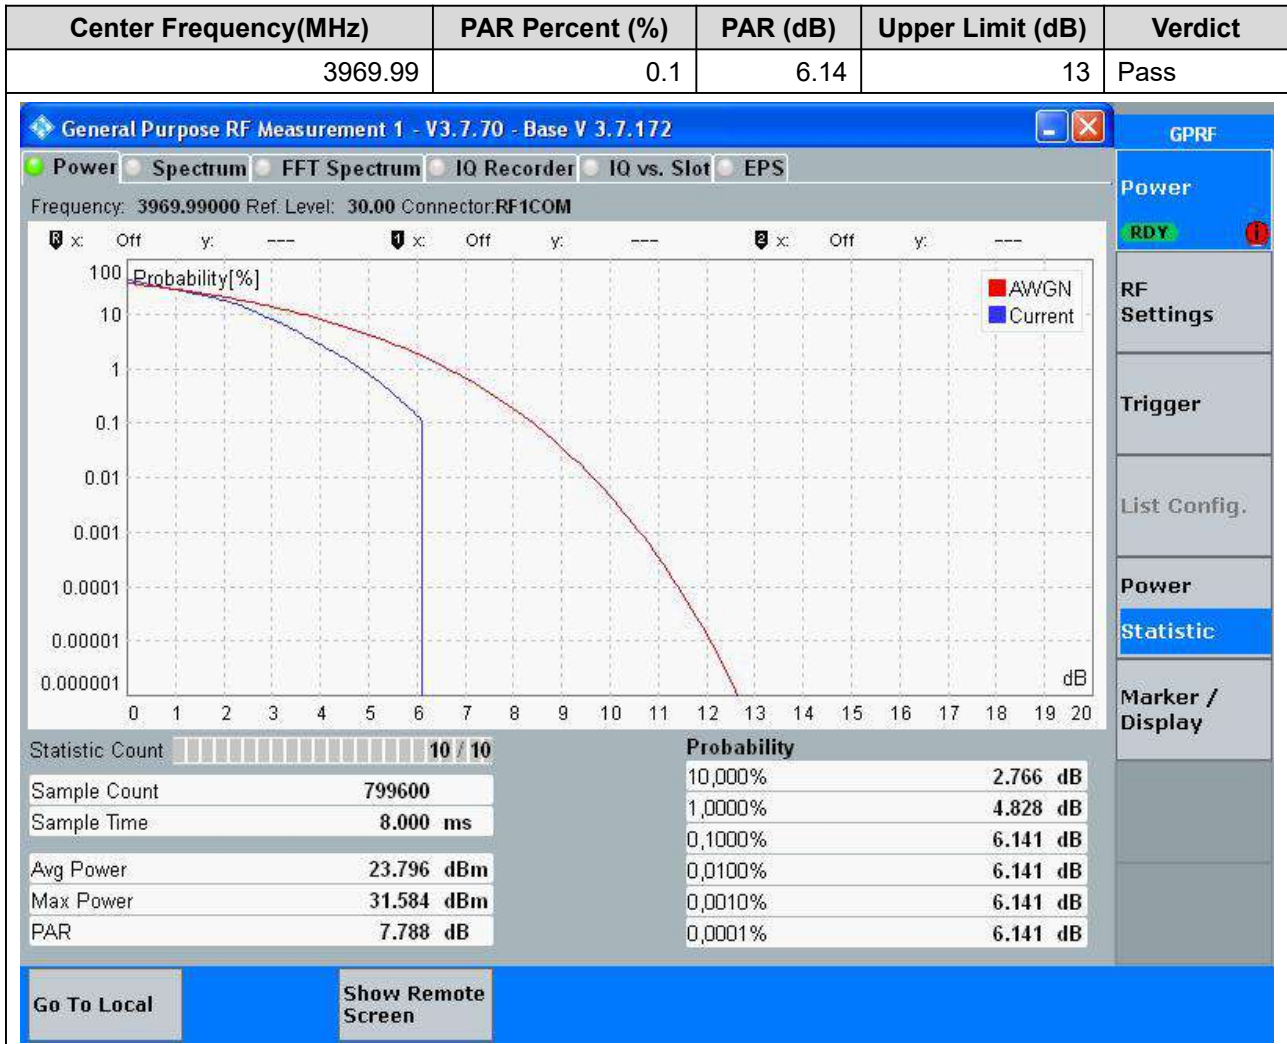 Center Frequency(MHz) PAR Percent (%) PAR (dB) Upper Limit (dB) Verdict
3969.99 0.1 6.14 13 Pass
General Purpose RF Measurement 1 - V3.7.70 - Base V 3.7.172
GPRF
Power Spectrum FFT Spectrum IQ Recorder IQ vs. Slot EPS
Frequency: 3969.99000 Ref. Level: 30.00 Connector:RF1COM
R x: Off y: --- 1 x: Off y: --- 2 x: Off y: ---
Probability[%]
100
10
1
0.1
0.01
0.001
0.0001
0.00001
0.000001
AWGN
Current
dB
0 1 2 3 4 5 6 7 8 9 10 11 12 13 14 15 16 17 18 19 20
Statistic Count 10 / 10
Sample Count 799600
Sample Time 8.000 ms
Avg Power 23.796 dBm
Max Power 31.584 dBm
PAR 7.788 dB
Probability
10,000% 2.766 dB
1,0000% 4.828 dB
0,1000% 6.141 dB
0,0100% 6.141 dB
0,0010% 6.141 dB
0,0001% 6.141 dB
Power
RDY
RF
Settings
Trigger
List Config.
Power
Statistic
Marker /
Display
Go To Local
Show Remote
Screen